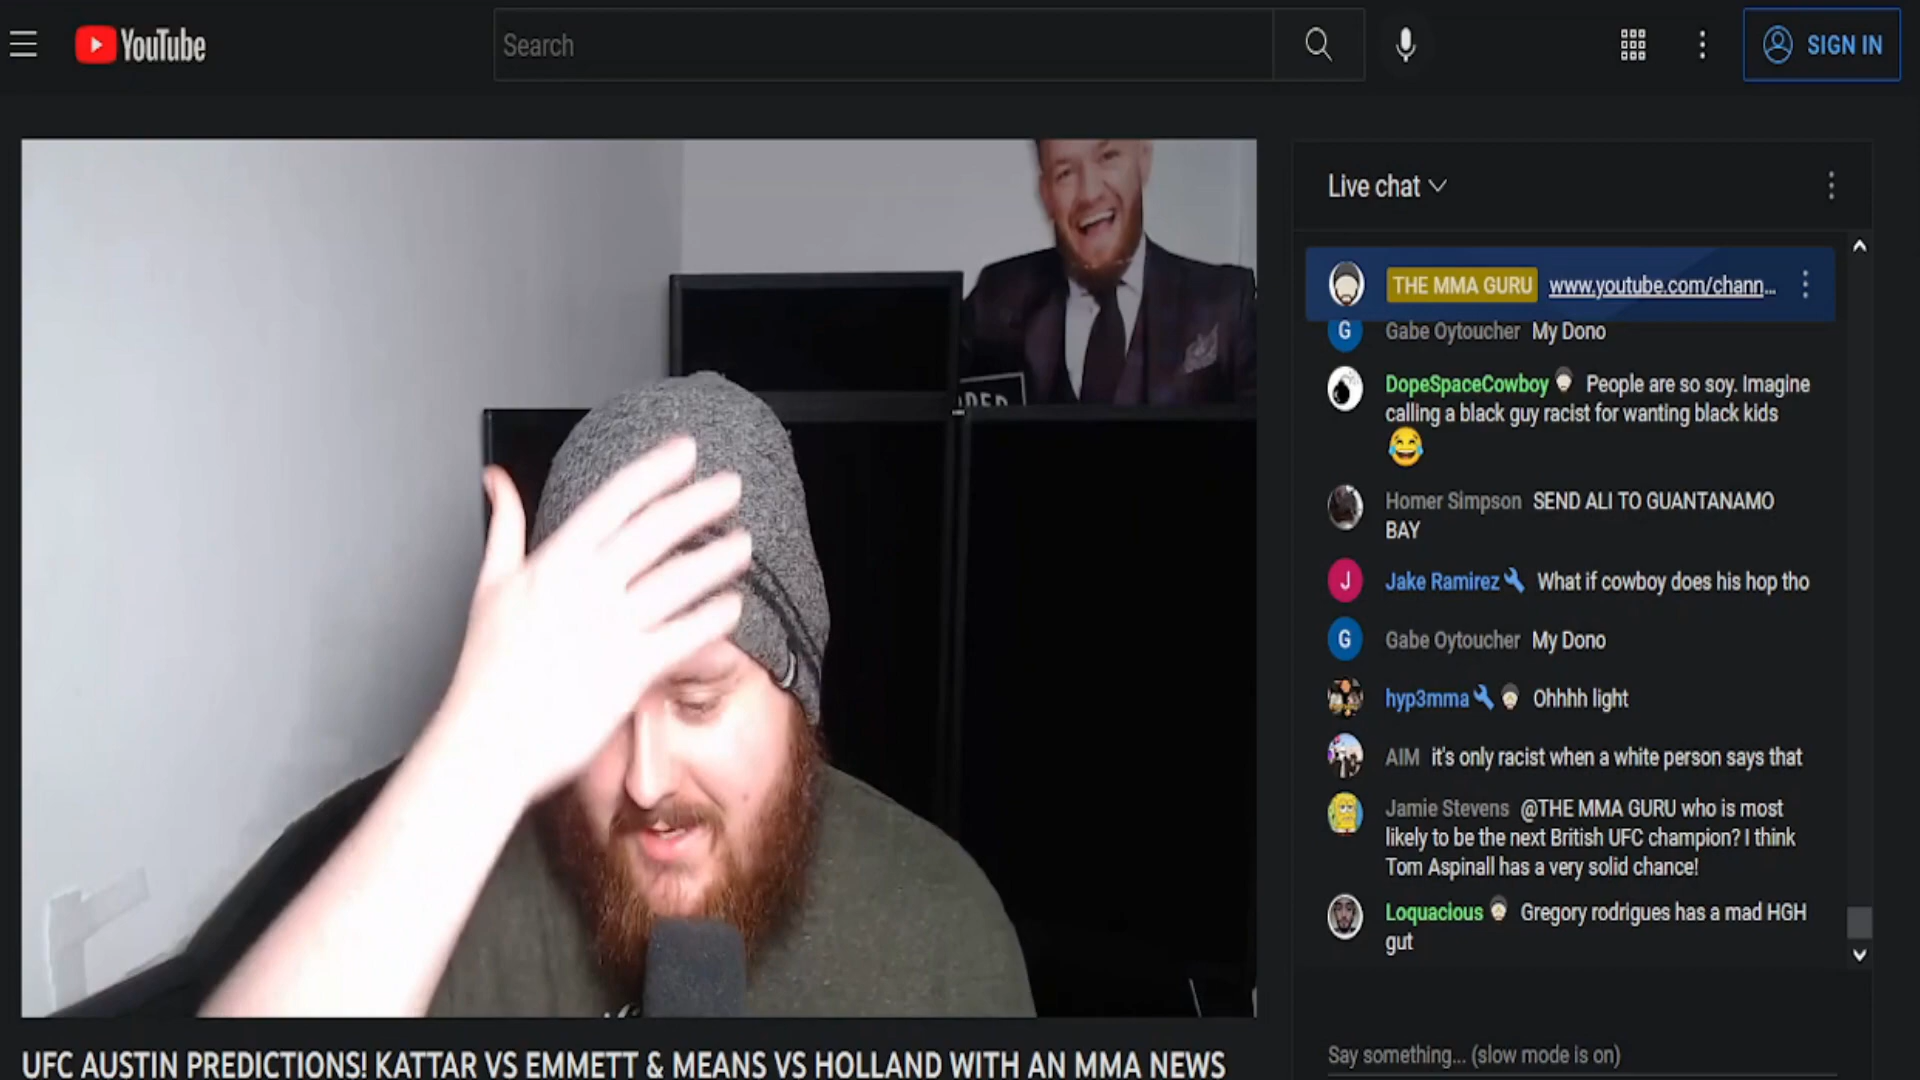 YouTube
Search
SIGN IN
Live chat
THE MMA GURU www.youtube.com/chann...
Gabe Oytoucher My Dono
DopeSpaceCowboy People are so soy. Imagine
calling a black guy racist for wanting black kids
Homer Simpson SEND ALI TO GUANTANAMO
BAY
J Jake Ramirez What if cowboy does his hop tho
G Gabe Oytoucher My Dono
hyp3mma Ohhhh light
AIM it's only racist when a white person says that
Jamie Stevens @THE MMA GURU who is most
likely to be the next British UFC champion? I think
Tom Aspinall has a very solid chance!
Loquacious Gregory rodrigues has a mad HGH
gut
Say something... (slow mode is on)
UFC AUSTIN PREDICTIONS! KATTAR VS EMMETT & MEANS VS HOLLAND WITH AN MMA NEWS